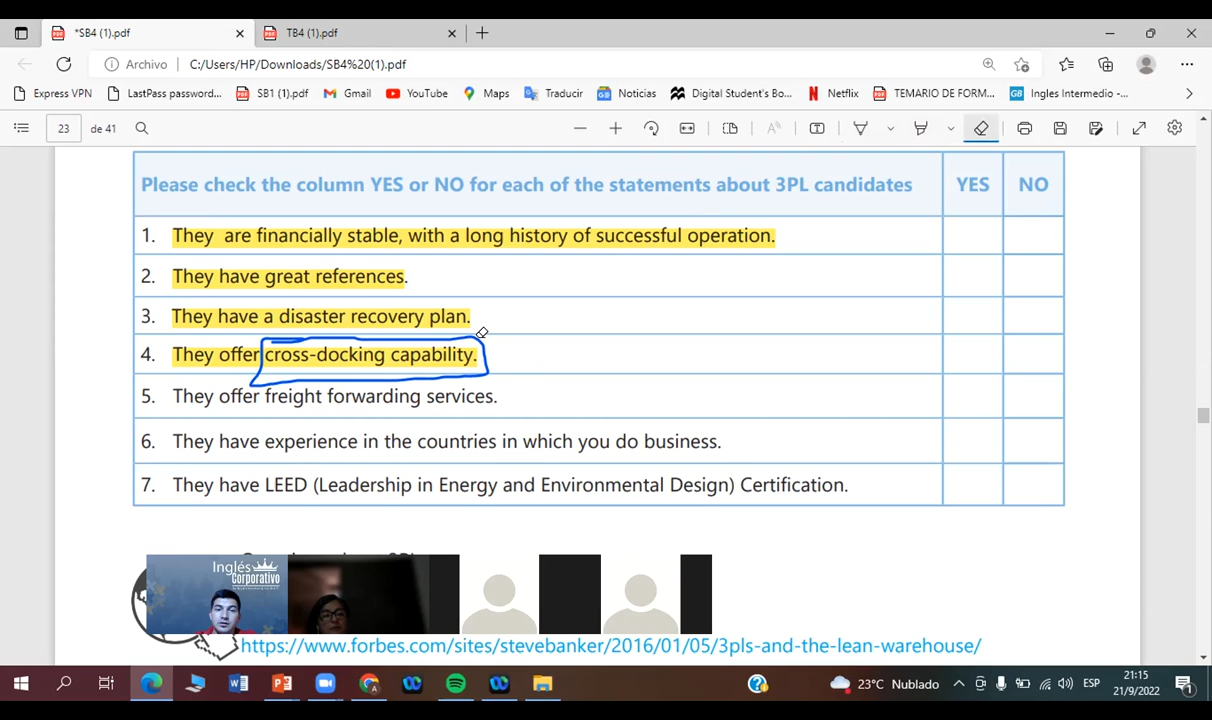 *SB4 (1).pdf
TB4 (1).pdf
Archivo
C:/Users/HP/Downloads/SB4%20(1).pdf
Express VPN
LastPass password...
SB1 (1).pdf
Gmail
YouTube
Maps
Traducir
Noticias
Digital Student's Bo...
Netflix
TEMARIO DE FORM...
Ingles Intermedio -...
23
de 41
Please check the column YES or NO for each of the statements about 3PL candidates
YES
NO
1. They are financially stable, with a long history of successful operation.
2. They have great references.
3. They have a disaster recovery plan.
4. They offer cross-docking capability.
5. They offer freight forwarding services.
6. They have experience in the countries in which you do business.
7. They have LEED (Leadership in Energy and Environmental Design) Certification.
Inglés
Corporativo
https://www.forbes.com/sites/stevebanker/2016/01/05/3pls-and-the-lean-warehouse/
23°C Nublado
ESP
21:15
21/9/2022
1